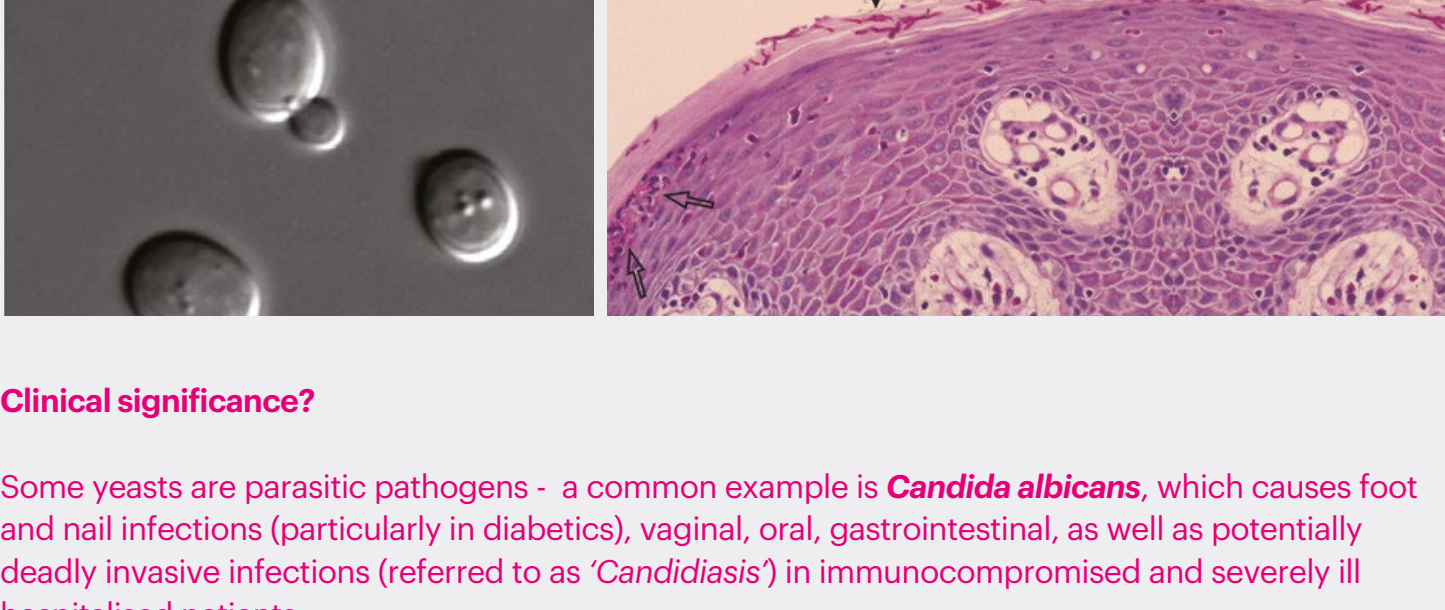 Clinical significance?
Some yeasts are parasitic pathogens -  a common example is Candida albicans, which causes foot
and nail infections (particularly in diabetics), vaginal, oral, gastrointestinal, as well as potentially
deadly invasive infections (referred to as ‘Candidiasis’) in immunocompromised and severely ill
hospitalised patients